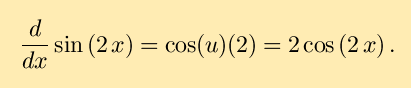 d/dx sin (2 x) = cos(u)(2) = 2 cos (2 x) .